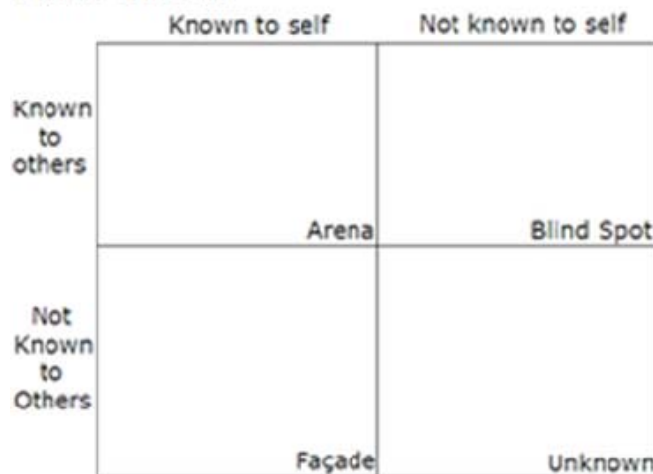 Known to self
Not known to self
Known
to
others
Arena
Blind Spot
Not
Known
to
Others
Façade
Unknown